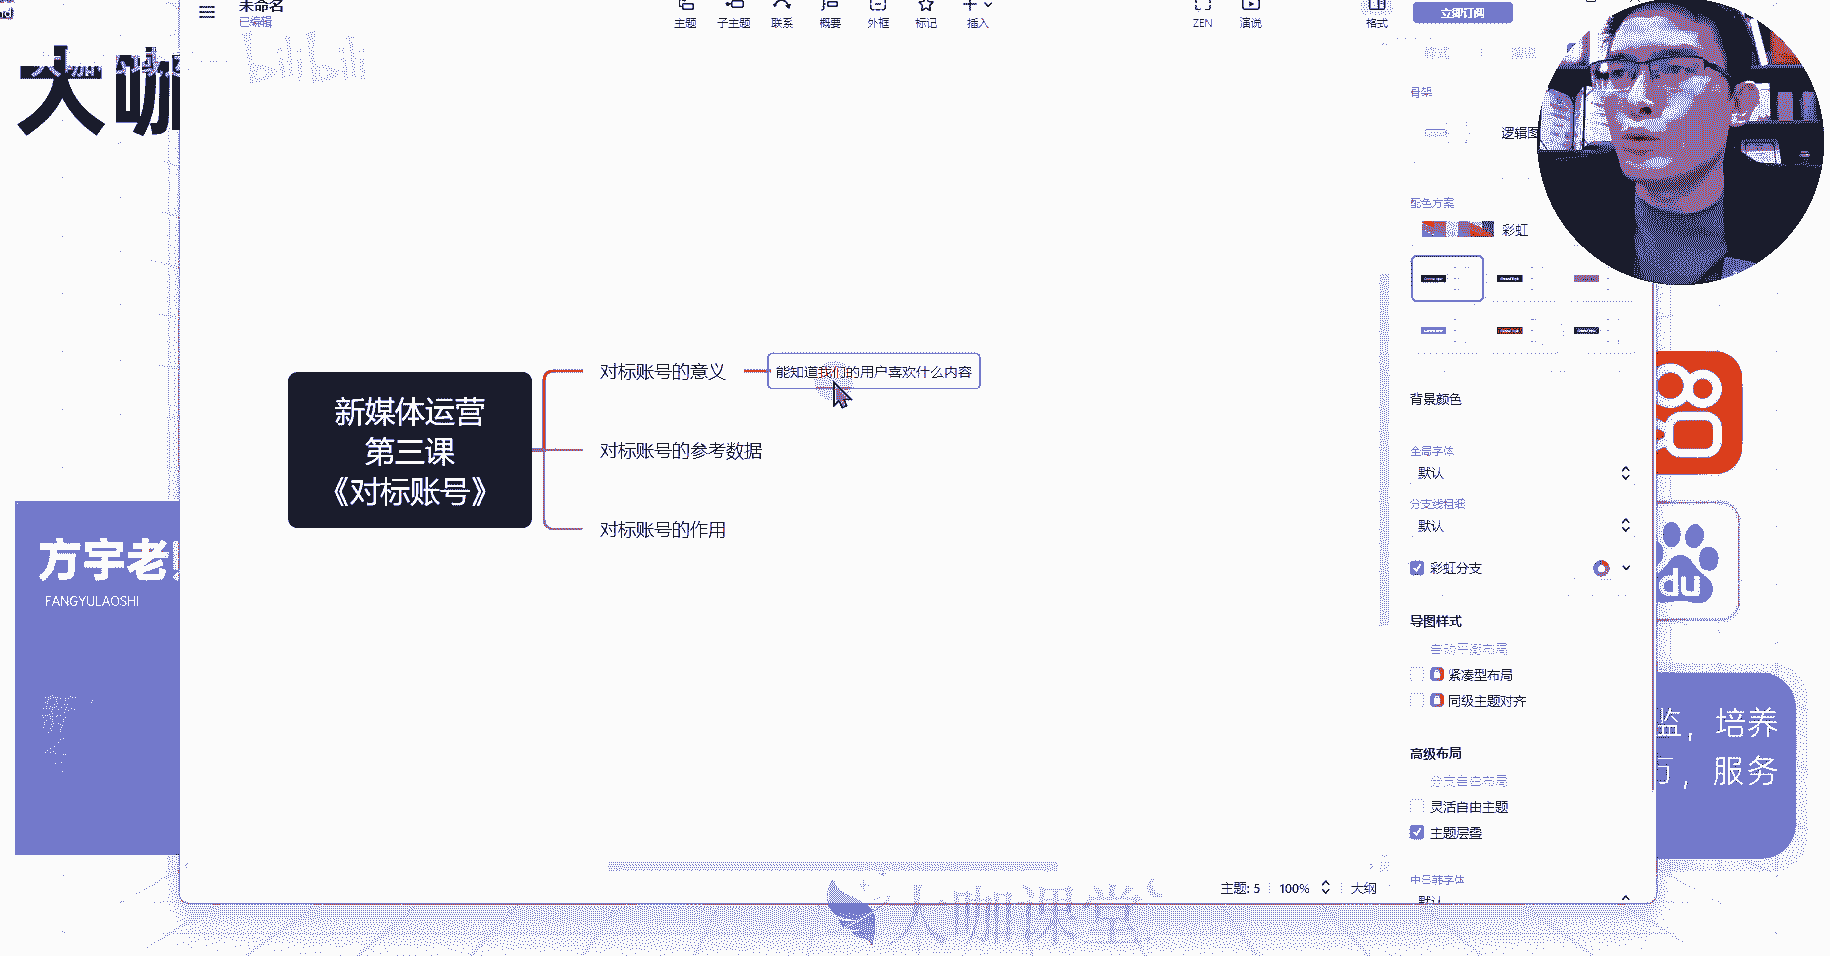 未命名
已编辑
主题
子主题
联系
概要
外框
标记
插入
ZEN
演说
格式
立即订阅
bilibili
大咖
样式
骨架
逻辑图
配色方案
彩虹
能知道我们的用户喜欢什么内容
对标账号的意义
对标账号的参考数据
对标账号的作用
新媒体运营
第三课
《对标账号》
背景颜色
全局字体
默认
分支线粗细
默认
彩虹分支
导图样式
自动平衡布局
紧凑型布局
同级主题对齐
高级布局
分支自由布局
灵活自由主题
主题层叠
中日韩字体
默认
主题: 5
100%
大纲
方宇老
FANGYULAOSHI
du
监，培养
万，服务
大咖课堂